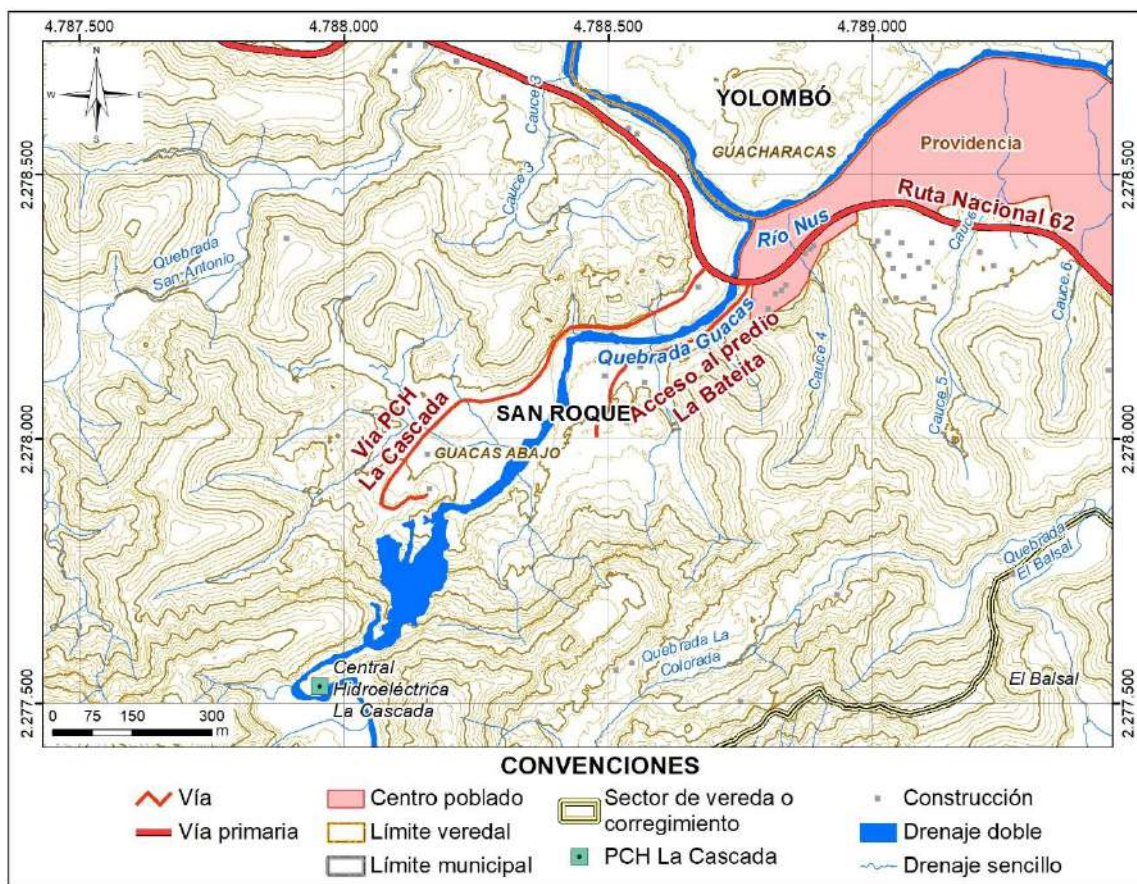 4.787.500
4.788.000
4.788.500
4.789.000
N
W
E
S
2.278.500
2.278.000
2.277.500
2.278.500
2.278.000
2.277.500
YOLOMBÓ
GUACHARACAS
Providencia
Ruta Nacional 62
Río Nus
Cauce 3
Cauce 3
Quebrada
San Antonio
Cauce 6
Cauce 6
Quebrada Guacas
Acceso al predio
La Bateita
Cauce 4
Cauce 5
Vía PCH
La Cascada
SAN ROQUE
GUACAS ABAJO
Quebrada
El Balsal
Quebrada La
Colorada
El Balsal
Central
Hidroeléctrica
La Cascada
0 75 150 300
m
CONVENCIONES
Vía
Vía primaria
Centro poblado
Límite veredal
Límite municipal
Sector de vereda o
corregimiento
PCH La Cascada
Construcción
Drenaje doble
Drenaje sencillo